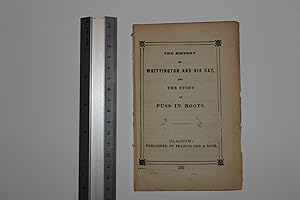 THE HISTORY
OF
WHITTINGTON AND HIS CAT,
AND
THE STORY
OF
PUSS IN BOOTS.
GLASGOW:
PUBLISHED BY FRANCIS ORR & SONS.